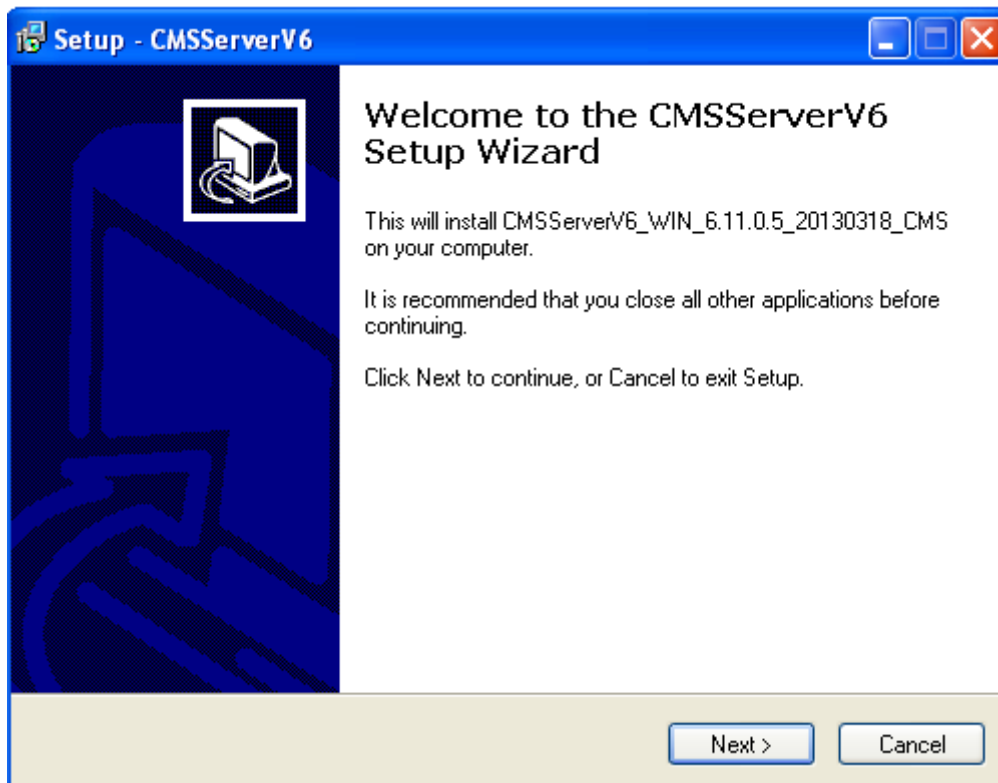 Setup - CMSServerV6
Welcome to the CMSServerV6
Setup Wizard
This will install CMSServerV6_WIN_6.11.0.5_20130318_CMS
on your computer.
It is recommended that you close all other applications before
continuing.
Click Next to continue, or Cancel to exit Setup.
Next >
Cancel